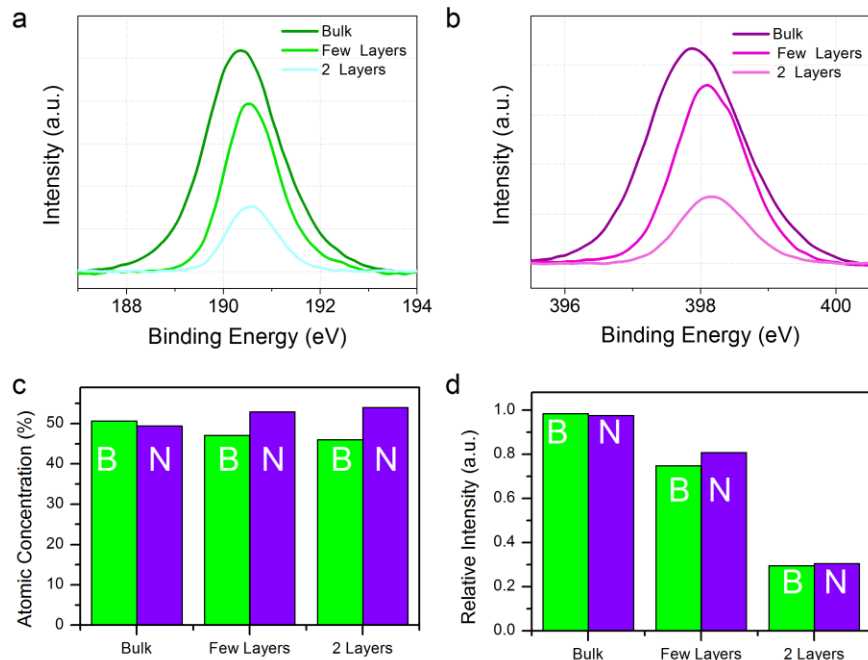 a
Bulk
Few Layers
2 Layers
Intensity (a.u.)
188 190 192 194
Binding Energy (eV)
b
Bulk
Few Layers
2 Layers
Intensity (a.u.)
396 398 400
Binding Energy (eV)
c
Atomic Concentration (%)
50
40
30
20
10
0
B N B N B N
Bulk Few Layers 2 Layers
d
Relative Intensity (a.u.)
1.0
0.8
0.6
0.4
0.2
0.0
B N
B N
B N
Bulk Few Layers 2 Layers